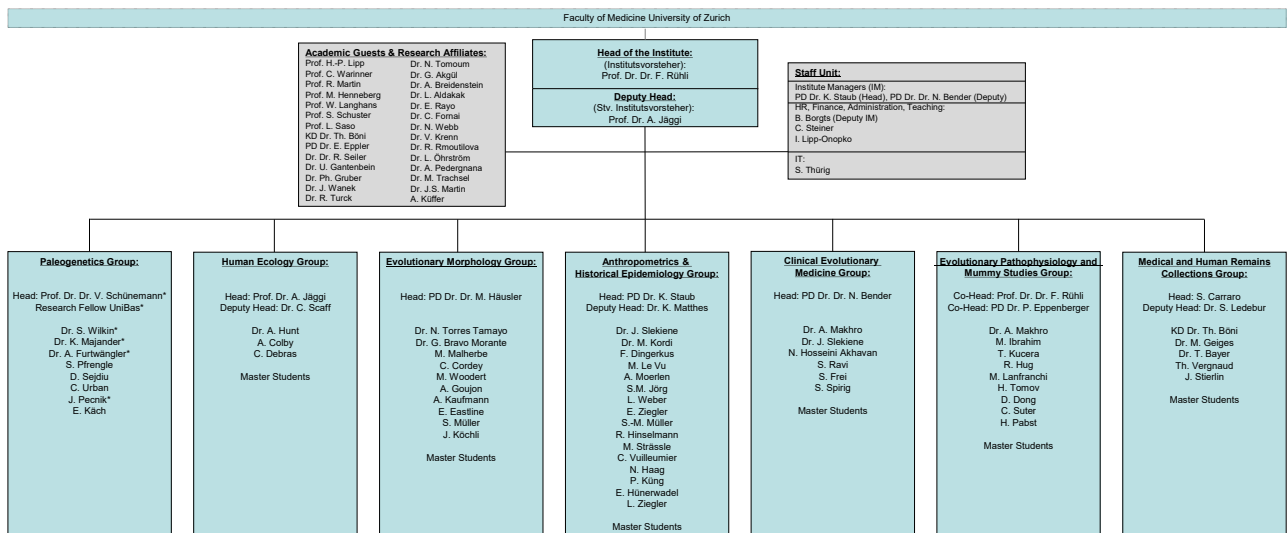 Faculty of Medicine University of Zurich
Academic Guests & Research Affiliates:
Prof. H.-P. Lipp
Prof. C. Warinner
Prof. R. Martin
Prof. M. Henneberg
Prof. W. Langhans
Prof. S. Schuster
Prof. L. Saso
KD Dr. Th. Böni
PD Dr. E. Eppler
Dr. Dr. R. Seiler
Dr. U. Gantenbein
Dr. Ph. Gruber
Dr. J. Wanek
Dr. R. Turck
Dr. N. Tomoum
Dr. G. Akgül
Dr. A. Breidenstein
Dr. L. Aldakak
Dr. E. Rayo
Dr. C. Fornai
Dr. N. Webb
Dr. V. Krenn
Dr. R. Rmoutilova
Dr. L. Öhrström
Dr. A. Pedergnana
Dr. M. Trachsel
Dr. J.S. Martin
A. Küffer
Head of the Institute:
(Institutsvorsteher):
Prof. Dr. Dr. F. Rühli
Deputy Head:
(Stv. Institutsvorsteher):
Prof. Dr. A. Jäggi
Staff Unit:
Institute Managers (IM):
PD Dr. K. Staub (Head), PD Dr. Dr. N. Bender (Deputy)
HR, Finance, Administration, Teaching:
B. Borgts (Deputy IM)
C. Steiner
I. Lipp-Onopko
IT:
S. Thürig
Paleogenetics Group:
Head: Prof. Dr. Dr. V. Schünemann*
Research Fellow UniBas*
Dr. S. Wilkin*
Dr. K. Majander*
Dr. A. Furtwängler*
S. Pfrengle
D. Sejdiu
C. Urban
J. Pecnik*
E. Käch
Human Ecology Group:
Head: Prof. Dr. A. Jäggi
Deputy Head: Dr. C. Scaff
Dr. A. Hunt
A. Colby
C. Debras
Master Students
Evolutionary Morphology Group:
Head: PD Dr. Dr. M. Häusler
Dr. N. Torres Tamayo
Dr. G. Bravo Morante
M. Malherbe
C. Cordey
M. Woodert
A. Goujon
A. Kaufmann
E. Eastline
S. Müller
J. Köchli
Master Students
Anthropometrics &
Historical Epidemiology Group:
Head: PD Dr. K. Staub
Deputy Head: Dr. K. Matthes
Dr. J. Slekiene
Dr. M. Kordi
F. Dingerkus
M. Le Vu
A. Moerlen
S.M. Jörg
L. Weber
E. Ziegler
S.-M. Müller
R. Hinselmann
M. Strässle
C. Vuilleumier
N. Haag
P. Küng
E. Hünerwadel
L. Ziegler
Master Students
Clinical Evolutionary
Medicine Group:
Head: PD Dr. Dr. N. Bender
Dr. A. Makhro
Dr. J. Slekiene
N. Hosseini Akhavan
S. Ravi
S. Frei
S. Spirig
Master Students
Evolutionary Pathophysiology and
Mummy Studies Group:
Co-Head: Prof. Dr. Dr. F. Rühli
Co-Head: PD Dr. P. Eppenberger
Dr. A. Makhro
M. Ibrahim
T. Kucera
R. Hug
M. Lanfranchi
H. Tomov
D. Dong
C. Suter
H. Pabst
Master Students
Medical and Human Remains
Collections Group:
Head: S. Carraro
Deputy Head: Dr. S. Ledebur
KD Dr. Th. Böni
Dr. M. Geiges
Dr. T. Bayer
Th. Vergnaud
J. Stierlin
Master Students